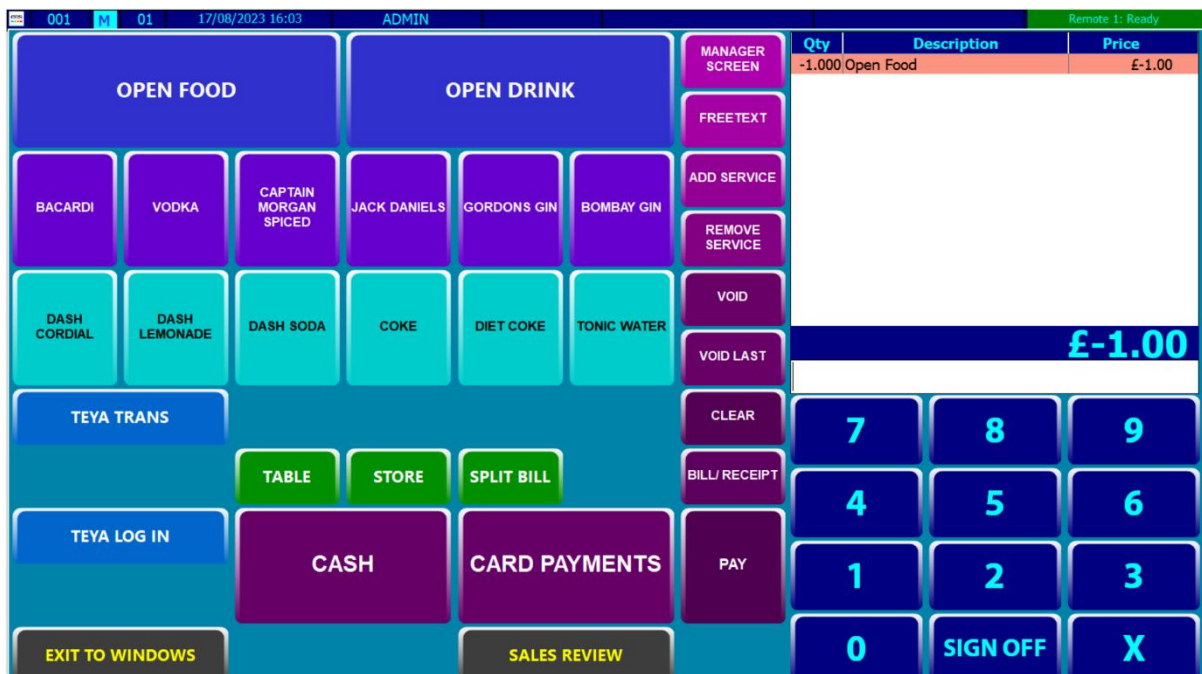 001 M 01 17/08/2023 16:03 ADMIN Remote 1: Ready
OPEN FOOD
OPEN DRINK
MANAGER
SCREEN
FREETEXT
BACARDI
VODKA
CAPTAIN
MORGAN
SPICED
JACK DANIELS
GORDONS GIN
BOMBAY GIN
ADD SERVICE
REMOVE
SERVICE
DASH
CORDIAL
DASH
LEMONADE
DASH SODA
COKE
DIET COKE
TONIC WATER
VOID
VOID LAST
TEYA TRANS
CLEAR
TABLE
STORE
SPLIT BILL
BILL/ RECEIPT
TEYA LOG IN
CASH
CARD PAYMENTS
PAY
EXIT TO WINDOWS
SALES REVIEW
Qty Description Price
-1.000 Open Food £-1.00
£-1.00
7 8 9
4 5 6
1 2 3
0 SIGN OFF X